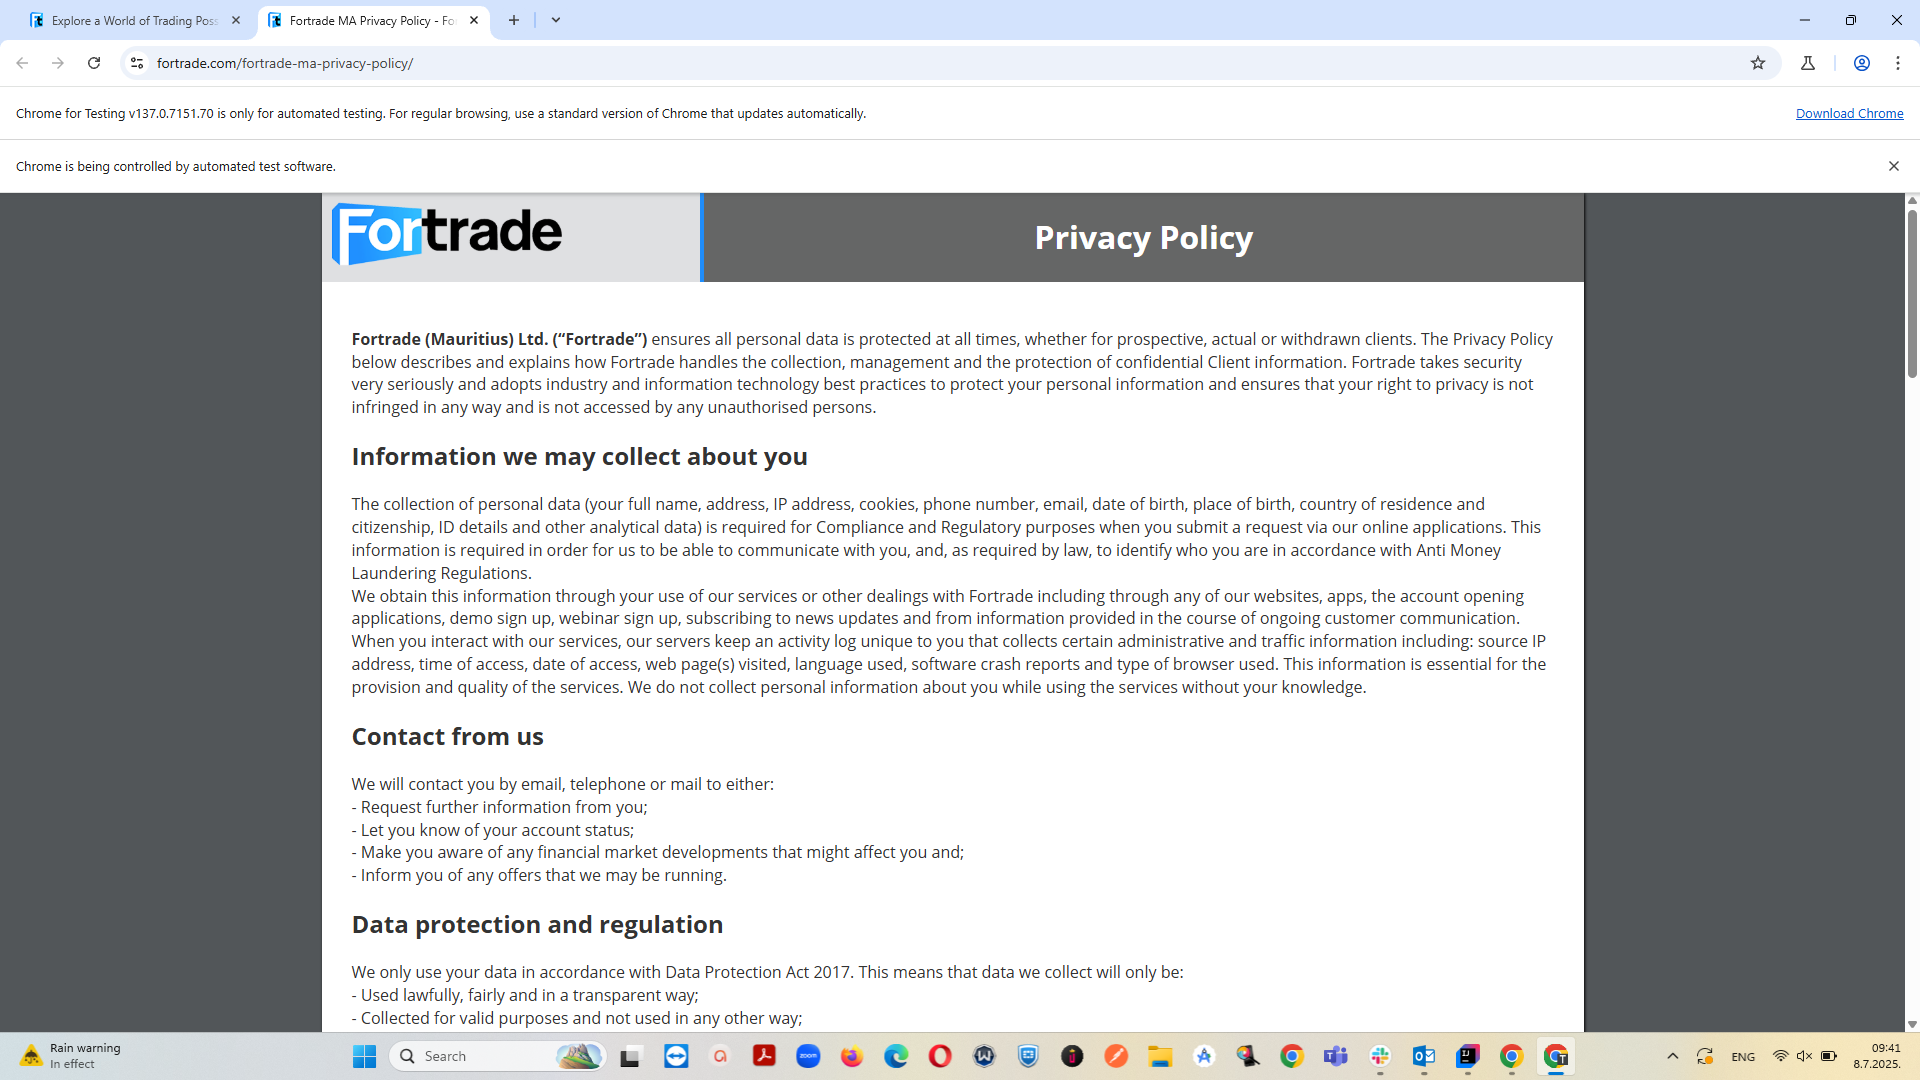 Explore a World of Trading Poss
Fortrade MA Privacy Policy - Fo
fortrade.com/fortrade-ma-privacy-policy/
Chrome for Testing v137.0.7151.70 is only for automated testing. For regular browsing, use a standard version of Chrome that updates automatically.
Download Chrome
Chrome is being controlled by automated test software.
Fortrade
Privacy Policy
Fortrade (Mauritius) Ltd. (“Fortrade”) ensures all personal data is protected at all times, whether for prospective, actual or withdrawn clients. The Privacy Policy
below describes and explains how Fortrade handles the collection, management and the protection of confidential Client information. Fortrade takes security
very seriously and adopts industry and information technology best practices to protect your personal information and ensures that your right to privacy is not
infringed in any way and is not accessed by any unauthorised persons.
Information we may collect about you
The collection of personal data (your full name, address, IP address, cookies, phone number, email, date of birth, place of birth, country of residence and
citizenship, ID details and other analytical data) is required for Compliance and Regulatory purposes when you submit a request via our online applications. This
information is required in order for us to be able to communicate with you, and, as required by law, to identify who you are in accordance with Anti Money
Laundering Regulations.
We obtain this information through your use of our services or other dealings with Fortrade including through any of our websites, apps, the account opening
applications, demo sign up, webinar sign up, subscribing to news updates and from information provided in the course of ongoing customer communication.
When you interact with our services, our servers keep an activity log unique to you that collects certain administrative and traffic information including: source IP
address, time of access, date of access, web page(s) visited, language used, software crash reports and type of browser used. This information is essential for the
provision and quality of the services. We do not collect personal information about you while using the services without your knowledge.
Contact from us
We will contact you by email, telephone or mail to either:
- Request further information from you;
- Let you know of your account status;
- Make you aware of any financial market developments that might affect you and;
- Inform you of any offers that we may be running.
Data protection and regulation
We only use your data in accordance with Data Protection Act 2017. This means that data we collect will only be:
- Used lawfully, fairly and in a transparent way;
- Collected for valid purposes and not used in any other way;
Rain warning
In effect
Search
zoom
ENG
09:41
8.7.2025.